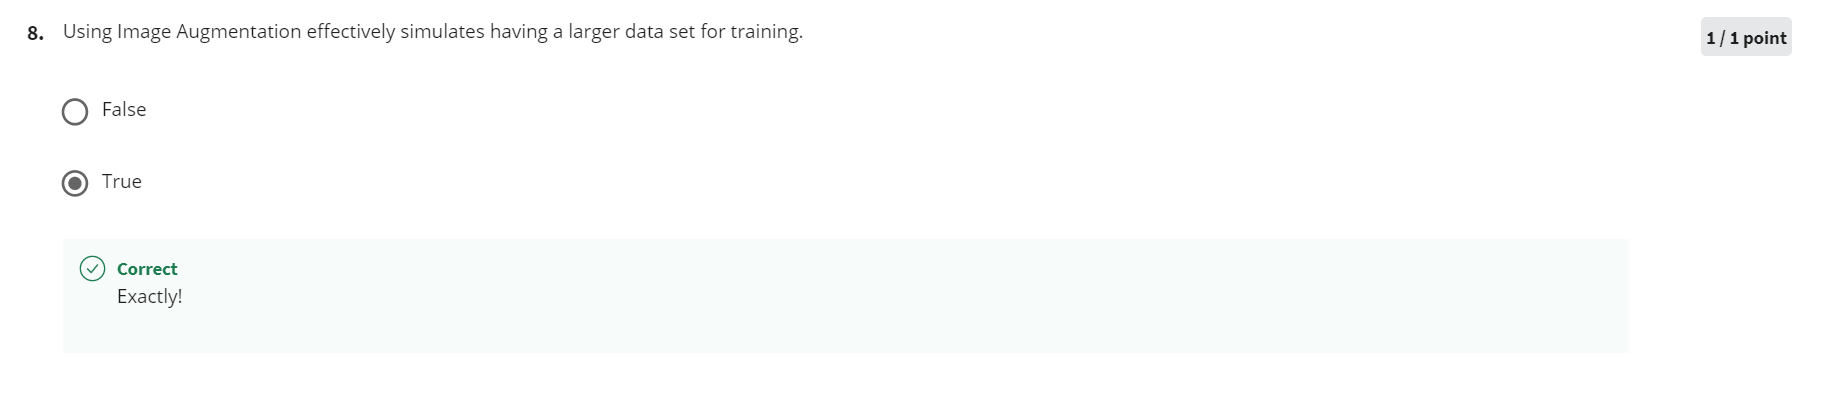 8. Using Image Augmentation effectively simulates having a larger data set for training.
1 / 1 point
False
True
Correct
Exactly!